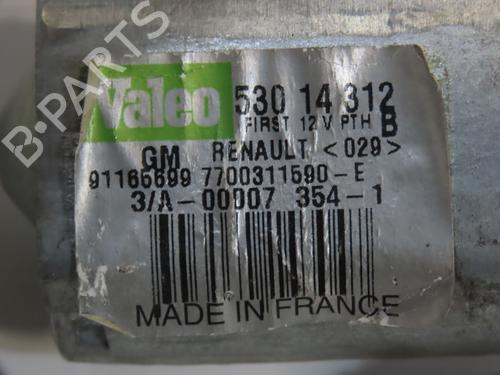 B-PARTS
Valeo 530 14 312
FIRST 12 V PTH B
GM RENAULT <029>
91165699 7700311590-E
3/A-00007 354-1
MADE IN FRANCE